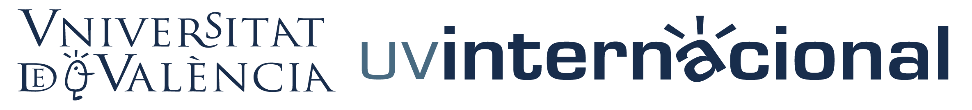 VNIVERSITAT
DE VALÈNCIA
uvinternacional